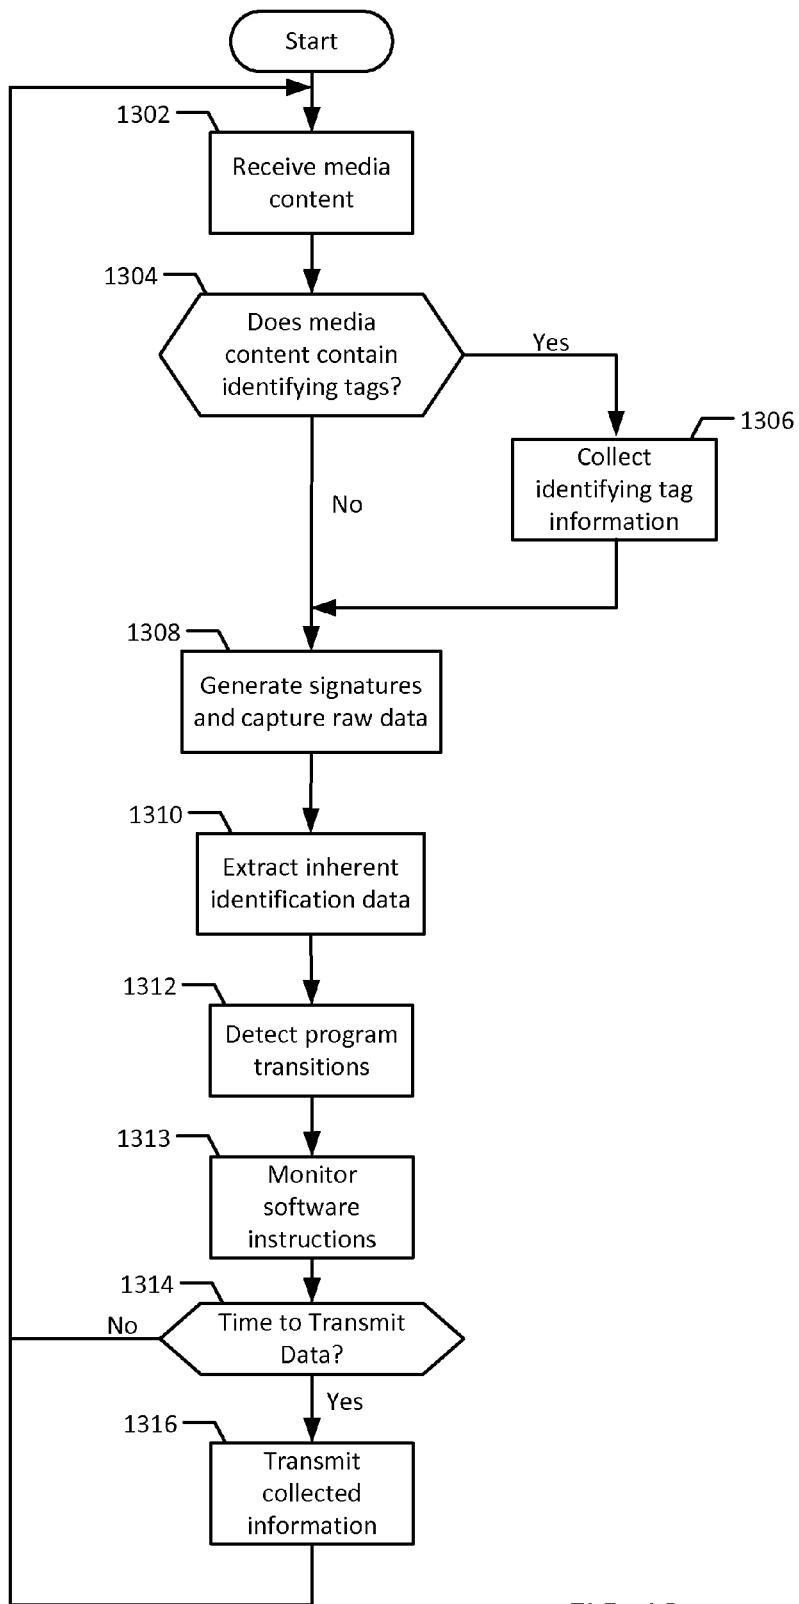 Start
1302
Receive media
content
1304
Does media
content contain
identifying tags?
Yes
1306
Collect
identifying tag
information
No
1308
Generate signatures
and capture raw data
1310
Extract inherent
identification data
1312
Detect program
transitions
1313
Monitor
software
instructions
1314
Time to Transmit
Data?
No
Yes
1316
Transmit
collected
information